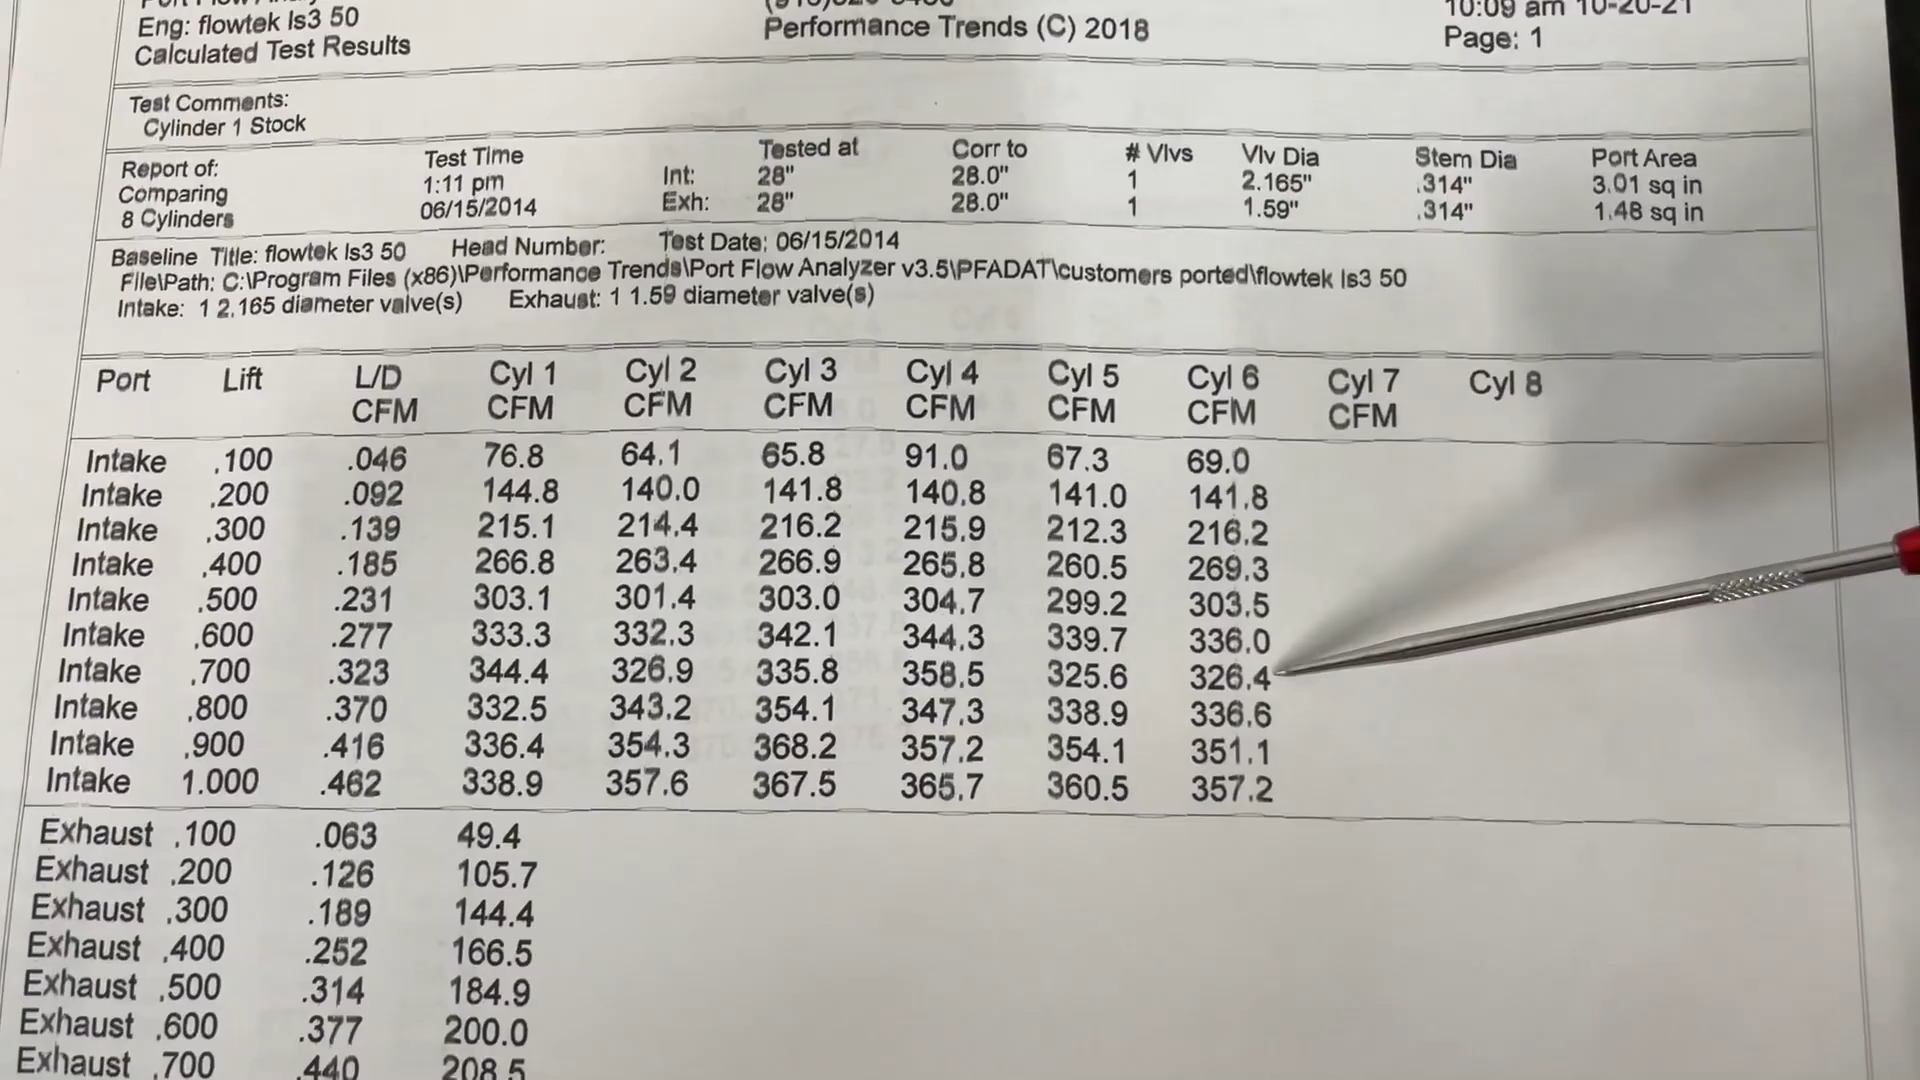 Eng: flowtek ls3 50
Calculated Test Results
Performance Trends (C) 2018
10:09 am 10-20-21
Page: 1
Test Comments:
Cylinder 1 Stock
Report of: Test Time Tested at Corr to # Vlvs Vlv Dia Stem Dia Port Area
Comparing 1:11 pm Int: 28" 28.0" 1 2.165" .314" 3.01 sq in
8 Cylinders 06/15/2014 Exh: 28" 28.0" 1 1.59" .314" 1.48 sq in
Baseline Title: flowtek ls3 50 Head Number: Test Date: 06/15/2014
File\Path: C:\Program Files (x86)\Performance Trends\Port Flow Analyzer v3.5\PFADAT\customers ported\flowtek ls3 50
Intake: 1 2.165 diameter valve(s) Exhaust: 1 1.59 diameter valve(s)
Port Lift L/D Cyl 1 Cyl 2 Cyl 3 Cyl 4 Cyl 5 Cyl 6 Cyl 7 Cyl 8
CFM CFM CFM CFM CFM CFM CFM CFM
Intake .100 .046 76.8 64.1 65.8 91.0 67.3 69.0
Intake .200 .092 144.8 140.0 141.8 140.8 141.0 141.8
Intake .300 .139 215.1 214.4 216.2 215.9 212.3 216.2
Intake .400 .185 266.8 263.4 266.9 265.8 260.5 269.3
Intake .500 .231 303.1 301.4 303.0 304.7 299.2 303.5
Intake .600 .277 333.3 332.3 342.1 344.3 339.7 336.0
Intake .700 .323 344.4 326.9 335.8 358.5 325.6 326.4
Intake .800 .370 332.5 343.2 354.1 347.3 338.9 336.6
Intake .900 .416 336.4 354.3 368.2 357.2 354.1 351.1
Intake 1.000 .462 338.9 357.6 367.5 365.7 360.5 357.2
Exhaust .100 .063 49.4
Exhaust .200 .126 105.7
Exhaust .300 .189 144.4
Exhaust .400 .252 166.5
Exhaust .500 .314 184.9
Exhaust .600 .377 200.0
Exhaust .700 .440 208.5